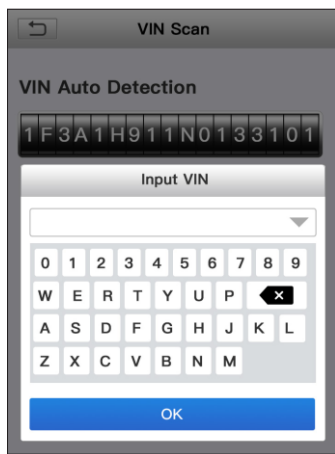 VIN Scan
VIN Auto Detection
1F3A1H911N0133101
Input VIN
0 1 2 3 4 5 6 7 8 9
W E R T Y U P
A S D F G H J K L
Z X C V B N M
OK